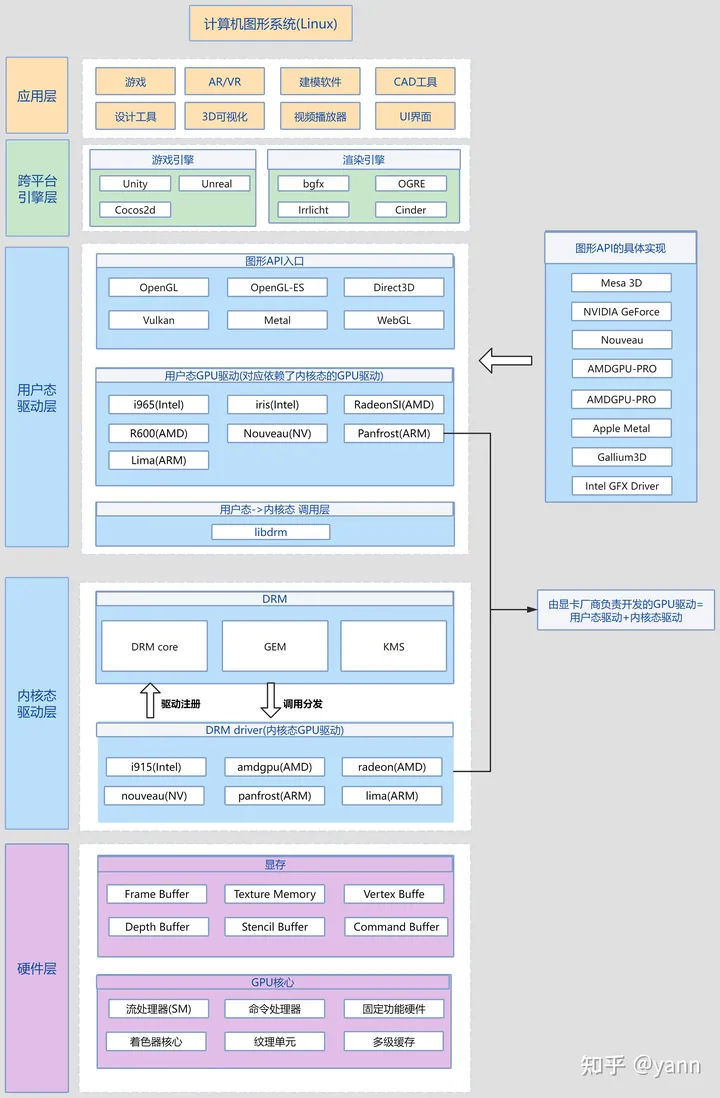 计算机图形系统(Linux)
应用层
游戏
AR/VR
建模软件
CAD工具
设计工具
3D可视化
视频播放器
UI界面
跨平台
引擎层
游戏引擎
Unity
Unreal
Cocos2d
渲染引擎
bgfx
OGRE
Irrlicht
Cinder
用户态
驱动层
图形API入口
OpenGL
OpenGL-ES
Direct3D
Vulkan
Metal
WebGL
用户态GPU驱动(对应依赖了内核态的GPU驱动)
i965(Intel)
iris(Intel)
RadeonSI(AMD)
R600(AMD)
Nouveau(NV)
Panfrost(ARM)
Lima(ARM)
用户态->内核态 调用层
libdrm
图形API的具体实现
Mesa 3D
NVIDIA GeForce
Nouveau
AMDGPU-PRO
AMDGPU-PRO
Apple Metal
Gallium3D
Intel GFX Driver
由显卡厂商负责开发的GPU驱动=
用户态驱动+内核态驱动
内核态
驱动层
DRM
DRM core
GEM
KMS
驱动注册
调用分发
DRM driver(内核态GPU驱动)
i915(Intel)
amdgpu(AMD)
radeon(AMD)
nouveau(NV)
panfrost(ARM)
lima(ARM)
硬件层
显存
Frame Buffer
Texture Memory
Vertex Buffe
Depth Buffer
Stencil Buffer
Command Buffer
GPU核心
流处理器(SM)
命令处理器
固定功能硬件
着色器核心
纹理单元
多级缓存
知乎 @yann